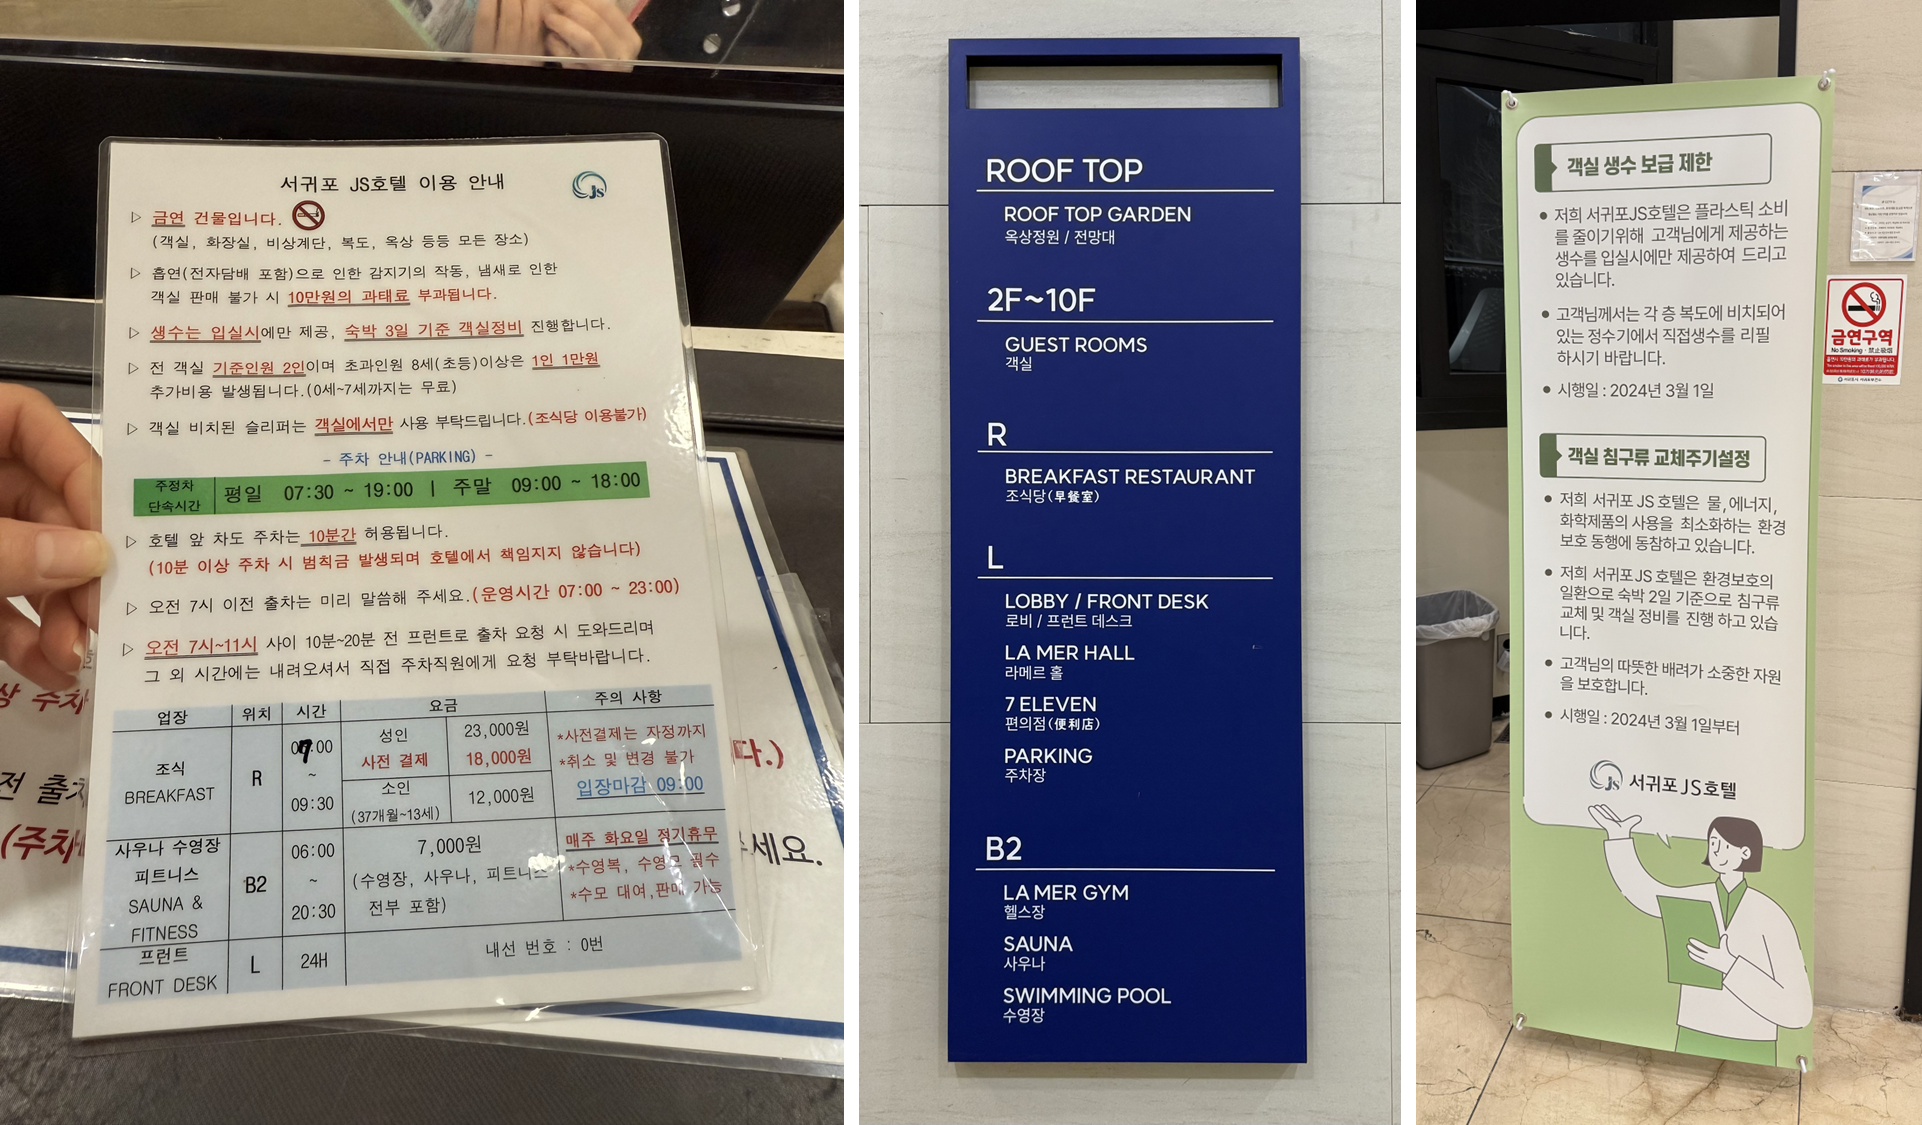 서귀포 JS호텔 이용 안내
JS
▷ 금연 건물입니다.
(객실, 화장실, 비상계단, 복도, 옥상 등등 모든 장소)
▷ 흡연(전자담배 포함)으로 인한 감지기의 작동, 냄새로 인한
객실 판매 불가 시 10만원의 과태료 부과됩니다.
▷ 생수는 입실시에만 제공, 숙박 3일 기준 객실정비 진행합니다.
▷ 전 객실 기준인원 2인이며 초과인원 8세(초등)이상은 1인 1만원
추가비용 발생됩니다.(0세~7세까지는 무료)
▷ 객실 비치된 슬리퍼는 객실에서만 사용 부탁드립니다.(조식당 이용불가)
- 주차 안내(PARKING) -
주정차
단속시간
평일 07:30 ~ 19:00 | 주말 09:00 ~ 18:00
▷ 호텔 앞 차도 주차는 10분간 허용됩니다.
(10분 이상 주차 시 범칙금 발생되며 호텔에서 책임지지 않습니다)
▷ 오전 7시 이전 출차는 미리 말씀해 주세요.(운영시간 07:00 ~ 23:00)
▷ 오전 7시~11시 사이 10분~20분 전 프런트로 출차 요청 시 도와드리며
그 외 시간에는 내려오셔서 직접 주차직원에게 요청 부탁바랍니다.
업장 위치 시간 요금 주의 사항
조식
BREAKFAST
R
07:00
~
09:30
성인 23,000원
사전 결제 18,000원
소인
(37개월~13세)
12,000원
*사전결제는 자정까지
*취소 및 변경 불가
입장마감 09:00
사우나 수영장
피트니스
SAUNA &
FITNESS
B2
06:00
~
20:30
7,000원
(수영장, 사우나, 피트니스
전부 포함)
매주 화요일 정기휴무
*수영복, 수영모 필수
*수모 대여,판매 가능
프런트
FRONT DESK
L
24H
내선 번호 : 0번
상 주차
전 출차
(주차
다.)
세요.
ROOF TOP
ROOF TOP GARDEN
옥상정원 / 전망대
2F~10F
GUEST ROOMS
객실
R
BREAKFAST RESTAURANT
조식당(早餐室)
L
LOBBY / FRONT DESK
로비 / 프런트 데스크
LA MER HALL
라메르 홀
7 ELEVEN
편의점(便利店)
PARKING
주차장
B2
LA MER GYM
헬스장
SAUNA
사우나
SWIMMING POOL
수영장
객실 생수 보급 제한
● 저희 서귀포JS호텔은 플라스틱 소비
를 줄이기위해 고객님에게 제공하는
생수를 입실시에만 제공하여 드리고
있습니다.
● 고객님께서는 각 층 복도에 비치되어
있는 정수기에서 직접생수를 리필
하시기 바랍니다.
● 시행일 : 2024년 3월 1일
객실 침구류 교체주기설정
● 저희 서귀포 JS 호텔은 물,에너지,
화학제품의 사용을 최소화하는 환경
보호 동행에 동참하고 있습니다.
● 저희 서귀포JS 호텔은 환경보호의
일환으로 숙박 2일 기준으로 침구류
교체 및 객실 정비를 진행 하고 있습
니다.
● 고객님의 따뜻한 배려가 소중한 자원
을 보호합니다.
● 시행일 : 2024년 3월 1일부터
JS 서귀포 JS호텔
금연구역
No Smoking · 禁止吸烟